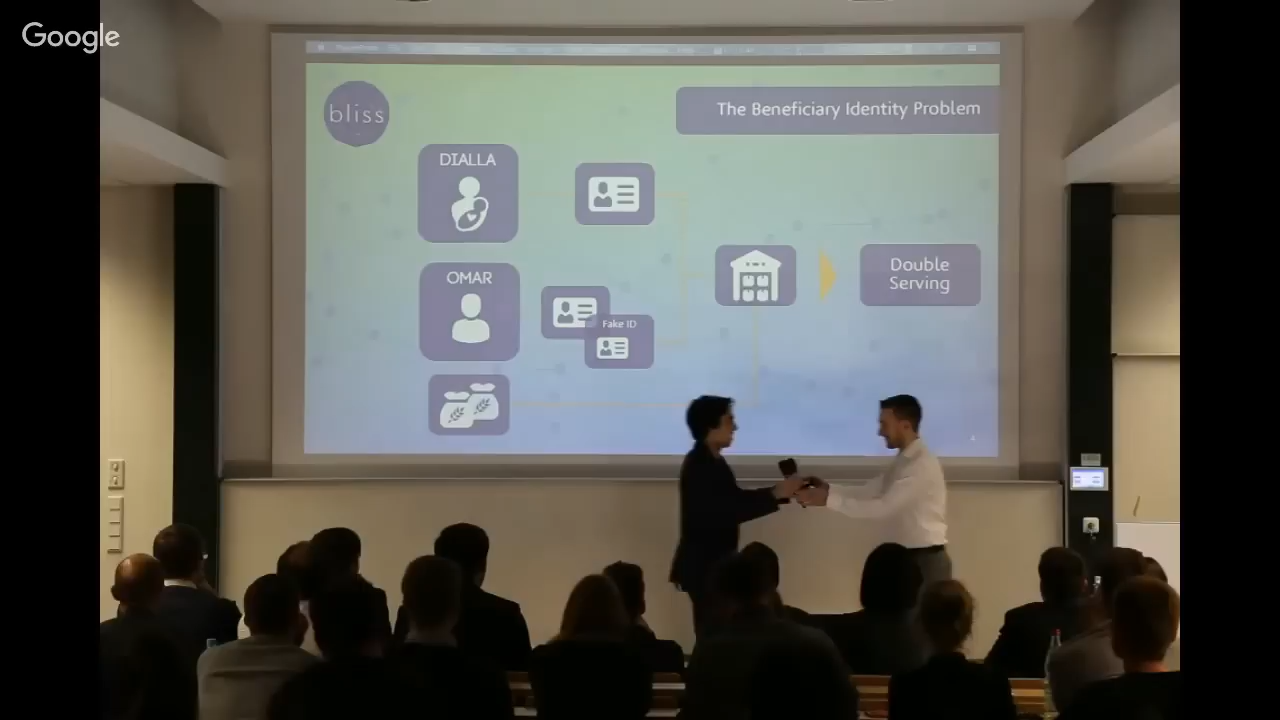 Google
bliss
The Beneficiary Identity Problem
DIALLA
OMAR
Fake ID
Double
Serving